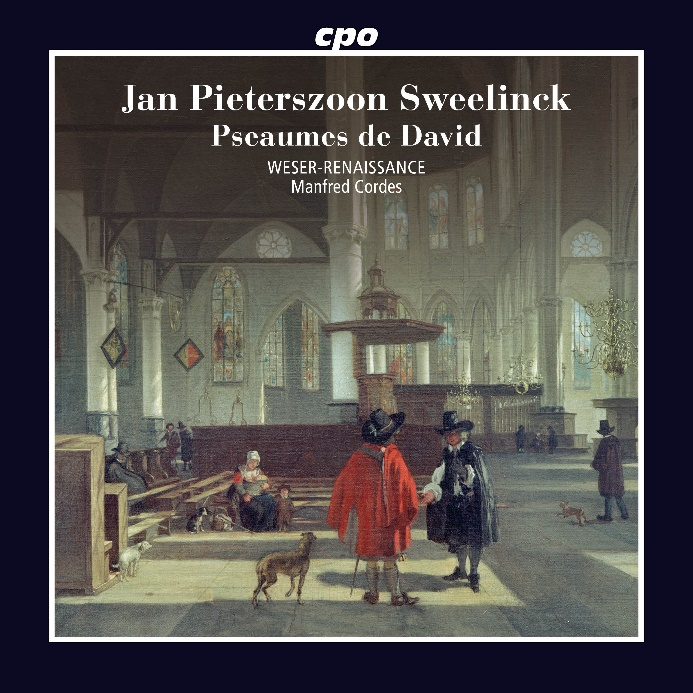 cpo
Jan Pieterszoon Sweelinck
Pseaumes de David
WESER-RENAISSANCE
Manfred Cordes